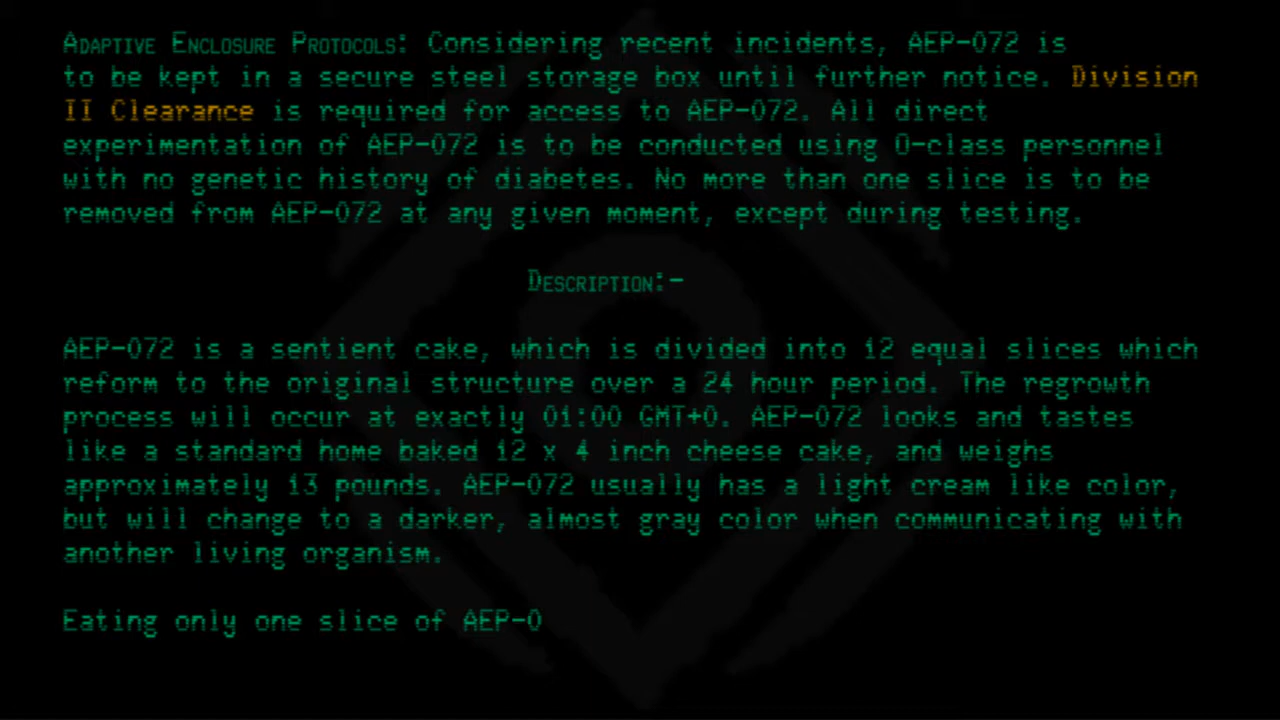 Adaptive Enclosure Protocols: Considering recent incidents, AEP-072 is
to be kept in a secure steel storage box until further notice. Division
II Clearance is required for access to AEP-072. All direct
experimentation of AEP-072 is to be conducted using O-class personnel
with no genetic history of diabetes. No more than one slice is to be
removed from AEP-072 at any given moment, except during testing.
Description:-
AEP-072 is a sentient cake, which is divided into 12 equal slices which
reform to the original structure over a 24 hour period. The regrowth
process will occur at exactly 01:00 GMT+0. AEP-072 looks and tastes
like a standard home baked 12 x 4 inch cheese cake, and weighs
approximately 13 pounds. AEP-072 usually has a light cream like color,
but will change to a darker, almost gray color when communicating with
another living organism.
Eating only one slice of AEP-0